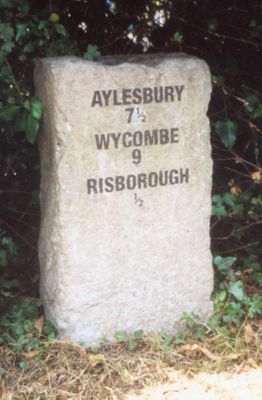 AYLESBURY
7½
WYCOMBE
9
RISBOROUGH
½